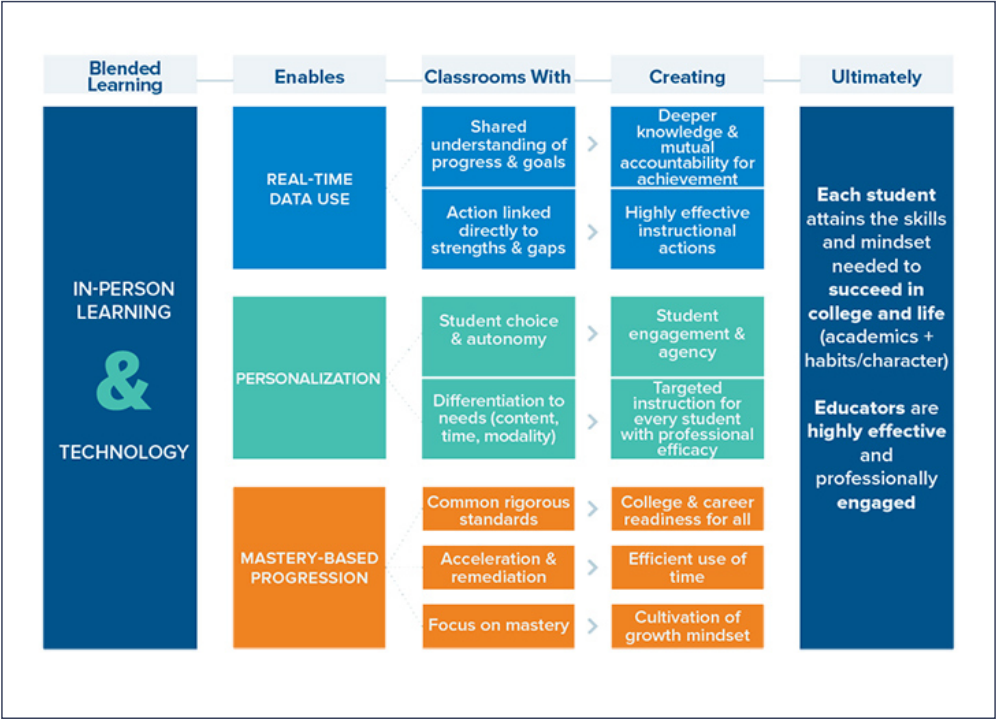 Blended
Learning
Enables
Classrooms With
Creating
Ultimately
IN-PERSON
LEARNING
&
TECHNOLOGY
REAL-TIME
DATA USE
Shared
understanding of
progress & goals
Deeper
knowledge &
mutual
accountability for
achievement
Action linked
directly to
strengths & gaps
Highly effective
instructional
actions
PERSONALIZATION
Student choice
& autonomy
Student
engagement &
agency
Differentiation to
needs (content,
time, modality)
Targeted
instruction for
every student
with professional
efficacy
MASTERY-BASED
PROGRESSION
Common rigorous
standards
College & career
readiness for all
Acceleration &
remediation
Efficient use of
time
Focus on mastery
Cultivation of
growth mindset
Each student
attains the skills
and mindset
needed to
succeed in
college and life
(academics +
habits/character)
Educators are
highly effective
and
professionally
engaged